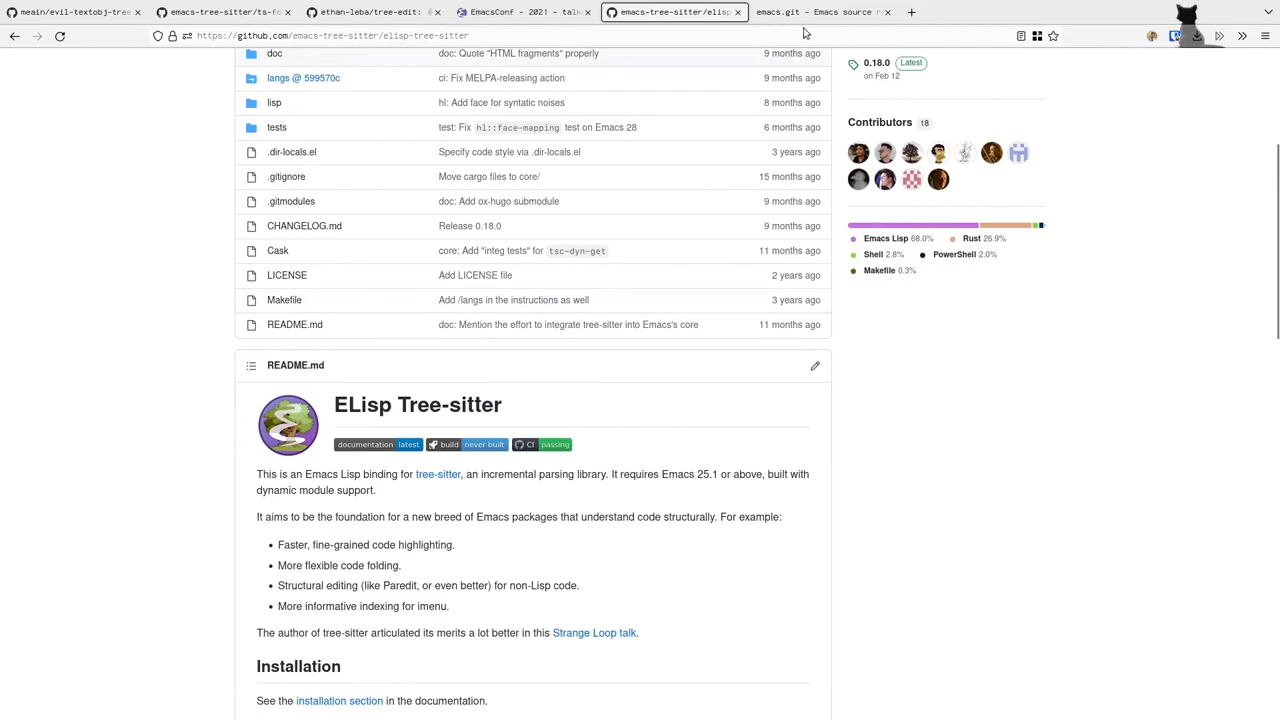 meain/evil-textobj-tree
emacs-tree-sitter/ts-fo
ethan-leba/tree-edit:
EmacsConf - 2021 - talk
emacs-tree-sitter/elisp
emacs.git - Emacs source r
https://github.com/emacs-tree-sitter/elisp-tree-sitter
doc doc: Quote "HTML fragments" properly 9 months ago
langs @ 599570c ci: Fix MELPA-releasing action 9 months ago
lisp hl: Add face for syntatic noises 8 months ago
tests test: Fix hl::face-mapping test on Emacs 28 6 months ago
.dir-locals.el Specify code style via .dir-locals.el 3 years ago
.gitignore Move cargo files to core/ 15 months ago
.gitmodules doc: Add ox-hugo submodule 9 months ago
CHANGELOG.md Release 0.18.0 9 months ago
Cask core: Add "integ tests" for tsc-dyn-get 11 months ago
LICENSE Add LICENSE file 2 years ago
Makefile Add /langs in the instructions as well 3 years ago
README.md doc: Mention the effort to integrate tree-sitter into Emacs's core 11 months ago
README.md
ELisp Tree-sitter
documentation latest build never built CI passing
This is an Emacs Lisp binding for tree-sitter, an incremental parsing library. It requires Emacs 25.1 or above, built with
dynamic module support.
It aims to be the foundation for a new breed of Emacs packages that understand code structurally. For example:
• Faster, fine-grained code highlighting.
• More flexible code folding.
• Structural editing (like Paredit, or even better) for non-Lisp code.
• More informative indexing for imenu.
The author of tree-sitter articulated its merits a lot better in this Strange Loop talk.
Installation
See the installation section in the documentation.
0.18.0 Latest
on Feb 12
Contributors 18
Emacs Lisp 68.0% Rust 26.9%
Shell 2.8% PowerShell 2.0%
Makefile 0.3%